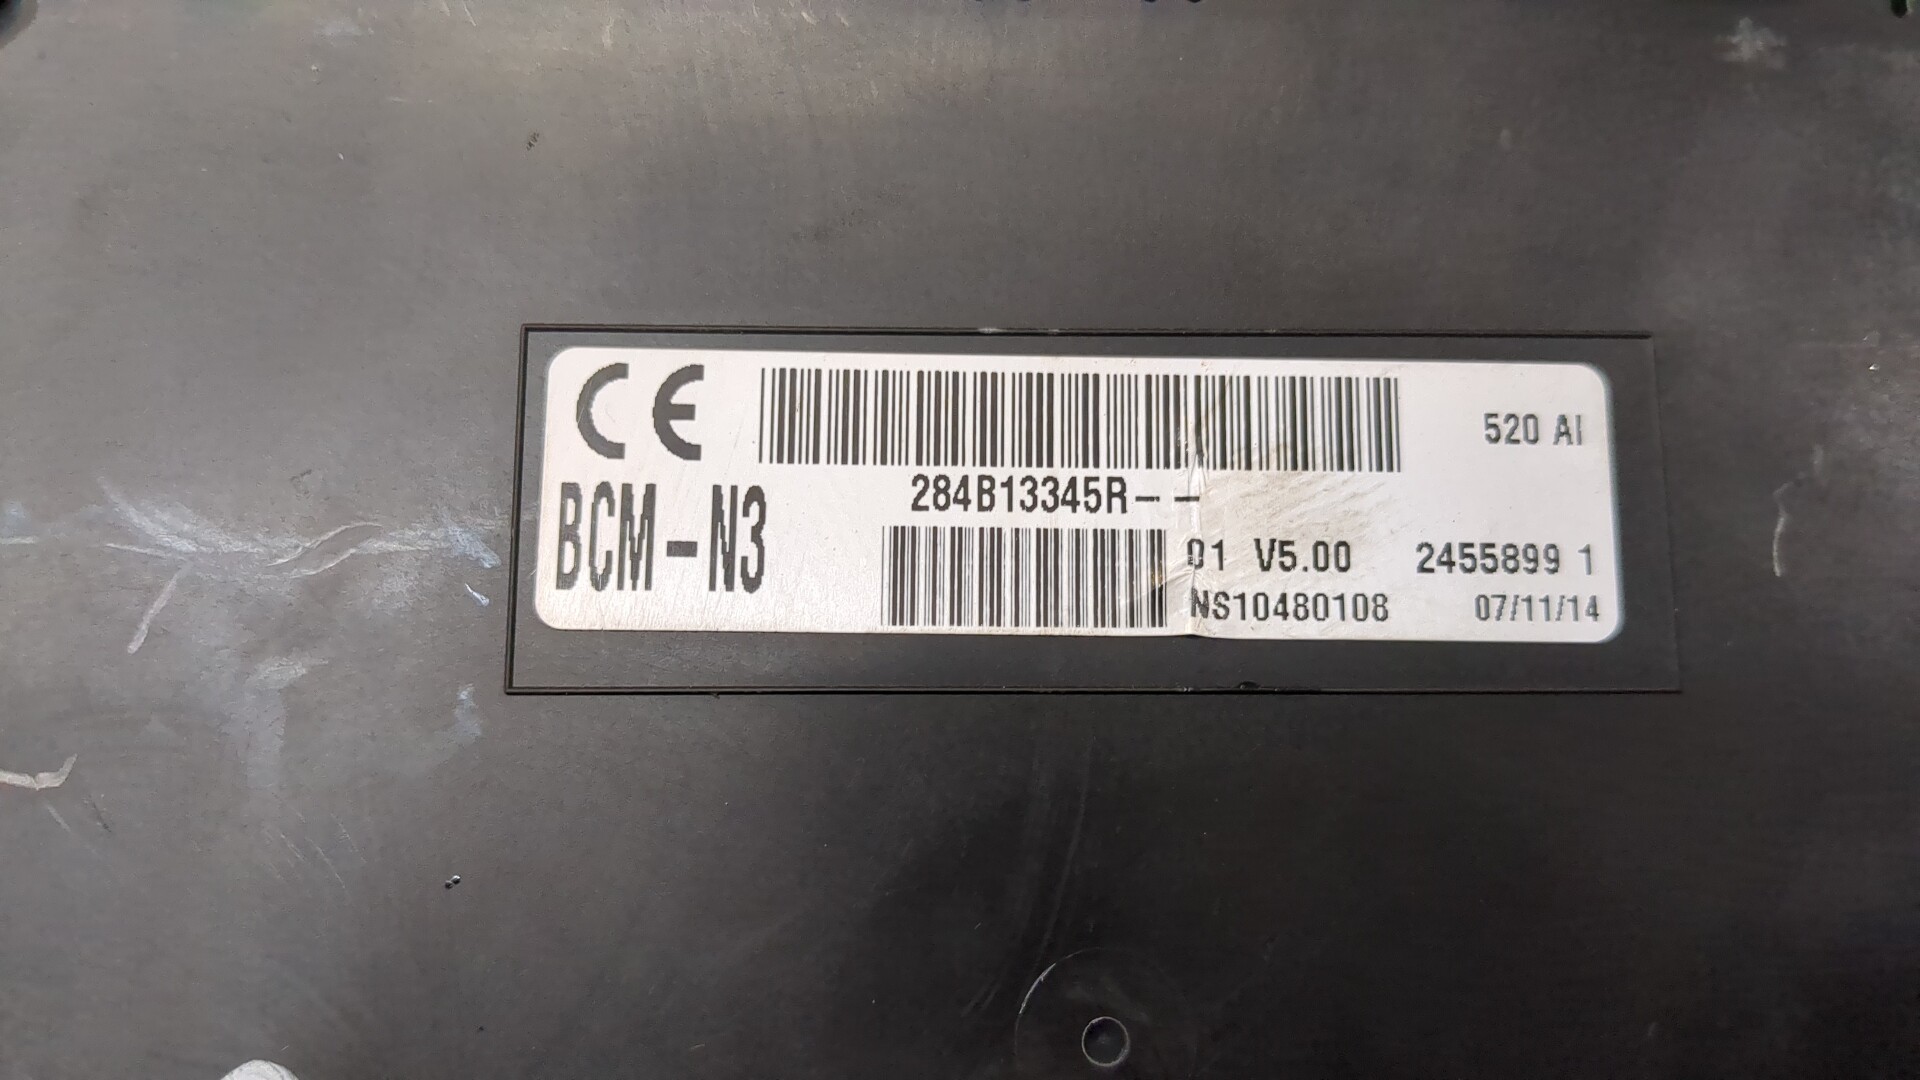 CE
520 AI
284B13345R--
BCM-N3
01 V5.00 2455899 1
NS10480108 07/11/14